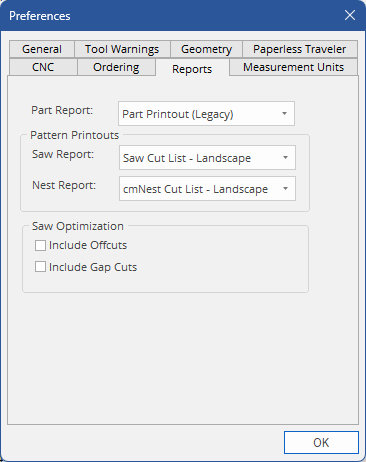 Preferences
General Tool Warnings Geometry Paperless Traveler
CNC Ordering Reports Measurement Units
Part Report: Part Printout (Legacy)
Pattern Printouts
Saw Report: Saw Cut List - Landscape
Nest Report: cmNest Cut List - Landscape
Saw Optimization
Include Offcuts
Include Gap Cuts
OK